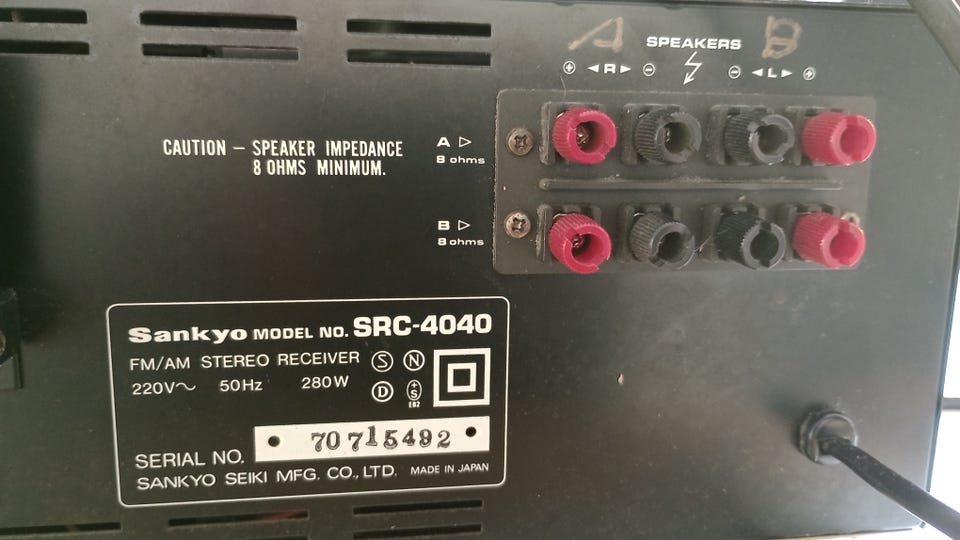 A B
SPEAKERS
⊕ ◄R► ⊖ ⊖ ◄L► ⊕
CAUTION – SPEAKER IMPEDANCE
8 OHMS MINIMUM.
A ▷
8 ohms
B ▷
8 ohms
Sankyo MODEL NO. SRC-4040
FM/AM STEREO RECEIVER
S N
220V～ 50Hz 280W
D +S
E82
SERIAL NO. 70715492
SANKYO SEIKI MFG. CO., LTD. MADE IN JAPAN